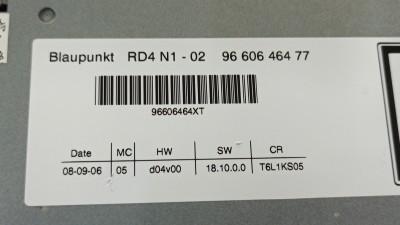 Blaupunkt RD4 N1 - 02 96 606 464 77
96606464XT
Date MC HW SW CR
08-09-06 05 d04v00 18.10.0.0 T6L1KS05